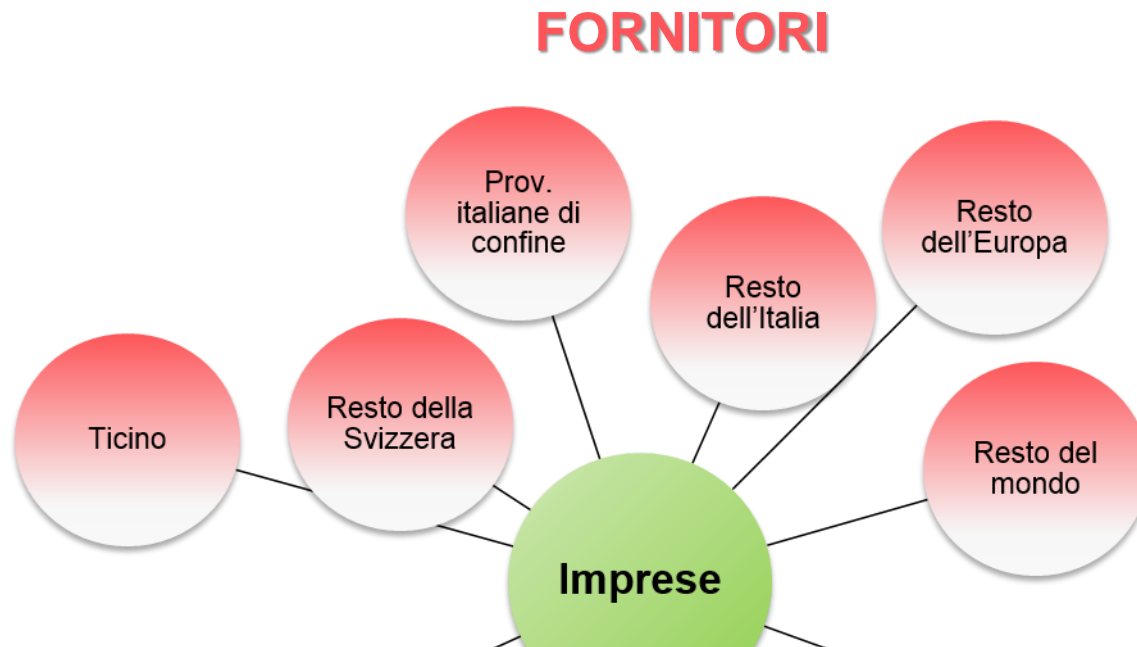 FORNITORI
Prov.
italiane di
confine
Resto
dell’Italia
Resto
dell’Europa
Ticino
Resto della
Svizzera
Resto del
mondo
Imprese